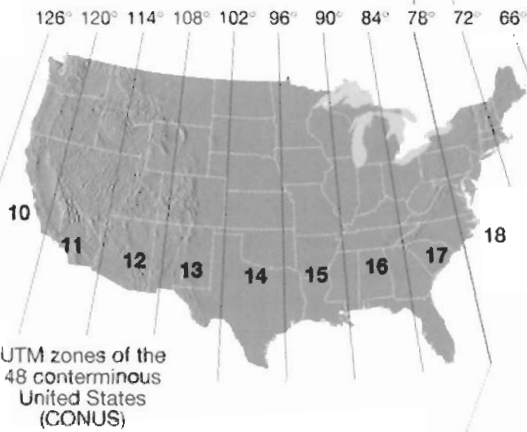 126° 120° 114° 108° 102° 96° 90° 84° 78° 72° 66°
10
11
12
13
14
15
16
17
18
UTM zones of the
48 conterminous
United States
(CONUS)